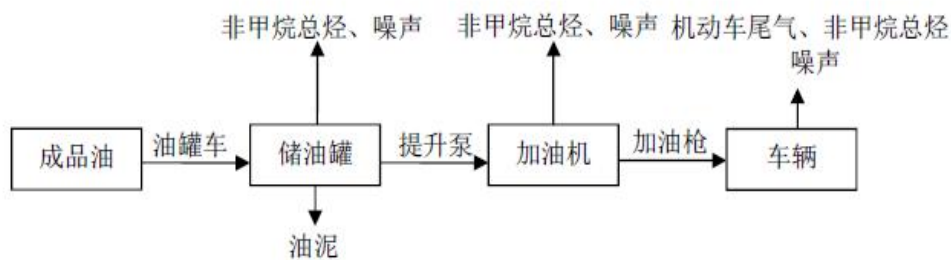 非甲烷总烃、噪声
非甲烷总烃、噪声
机动车尾气、非甲烷总烃
噪声
成品油
油罐车
储油罐
提升泵
加油机
加油枪
车辆
油泥